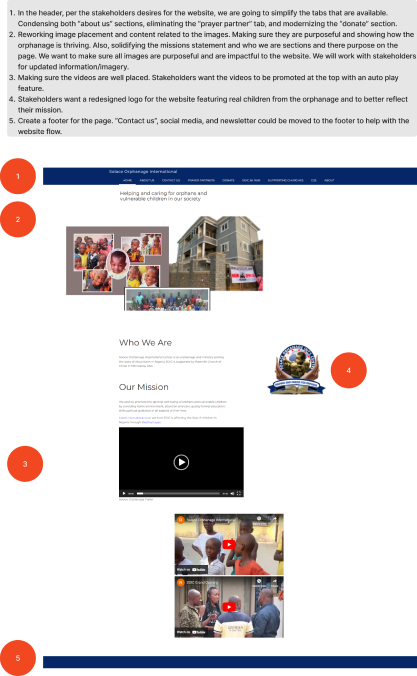 1. In the header, per the stakeholders desires for the website, we are going to simplify the tabs that are available.
Condensing both "about us" sections, eliminating the "prayer partner" tab, and modernizing the "donate" section.
2. Reworking image placement and content related to the images. Making sure they are purposeful and showing how the
orphanage is thriving. Also, solidifying the missions statement and who we are sections and there purpose on the
page. We want to make sure all images are purposeful and are impactful to the website. We will work with stakeholders
for updated information/imagery.
3. Making sure the videos are well placed. Stakeholders want the videos to be promoted at the top with an auto play
feature.
4. Stakeholders want a redesigned logo for the website featuring real children from the orphanage and to better reflect
their mission.
5. Create a footer for the page. "Contact us", social media, and newsletter could be moved to the footer to help with the
website flow.
1
Solace Orphanage International
HOME ABOUT US CONTACT US PRAYER PARTNERS DONATE SUPPORTING CHURCHES ABOUT
2
Helping and caring for orphans and
vulnerable children in our society
Who We Are
4
Our Mission
3
Solace Orphanage International
Watch on YouTube
Watch on YouTube
5